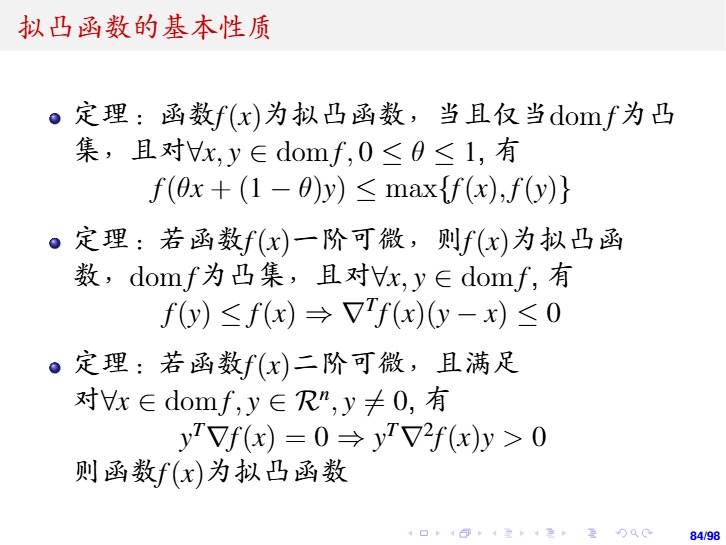 拟凸函数的基本性质
定理：函数f(x)为拟凸函数，当且仅当dom f为凸
集，且对∀x, y ∈ dom f, 0 ≤ θ ≤ 1, 有
f(θx + (1 − θ)y) ≤ max{f(x), f(y)}
定理：若函数f(x)一阶可微，则f(x)为拟凸函
数，dom f为凸集，且对∀x, y ∈ dom f, 有
f(y) ≤ f(x) ⇒ ∇ᵀf(x)(y − x) ≤ 0
定理：若函数f(x)二阶可微，且满足
对∀x ∈ dom f, y ∈ ℛⁿ, y ≠ 0, 有
yᵀ∇f(x) = 0 ⇒ yᵀ∇²f(x)y > 0
则函数f(x)为拟凸函数
84/98